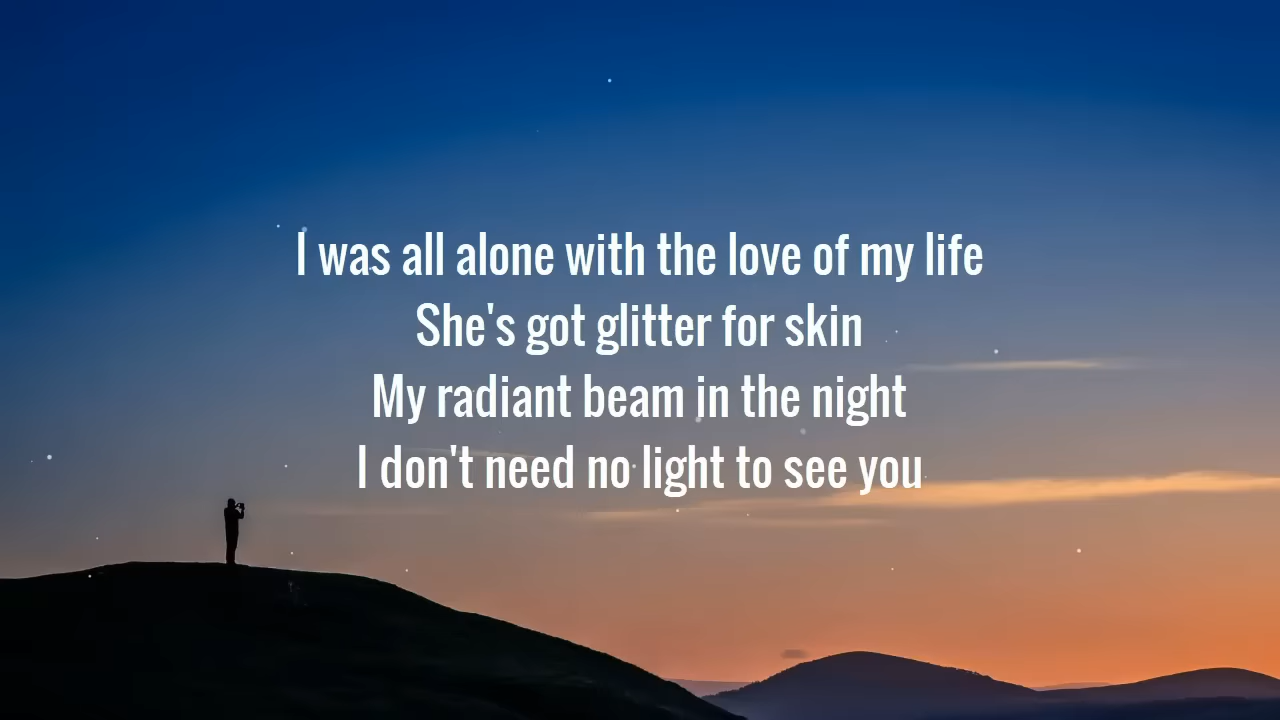 I was all alone with the love of my life
She's got glitter for skin
My radiant beam in the night
I don't need no light to see you